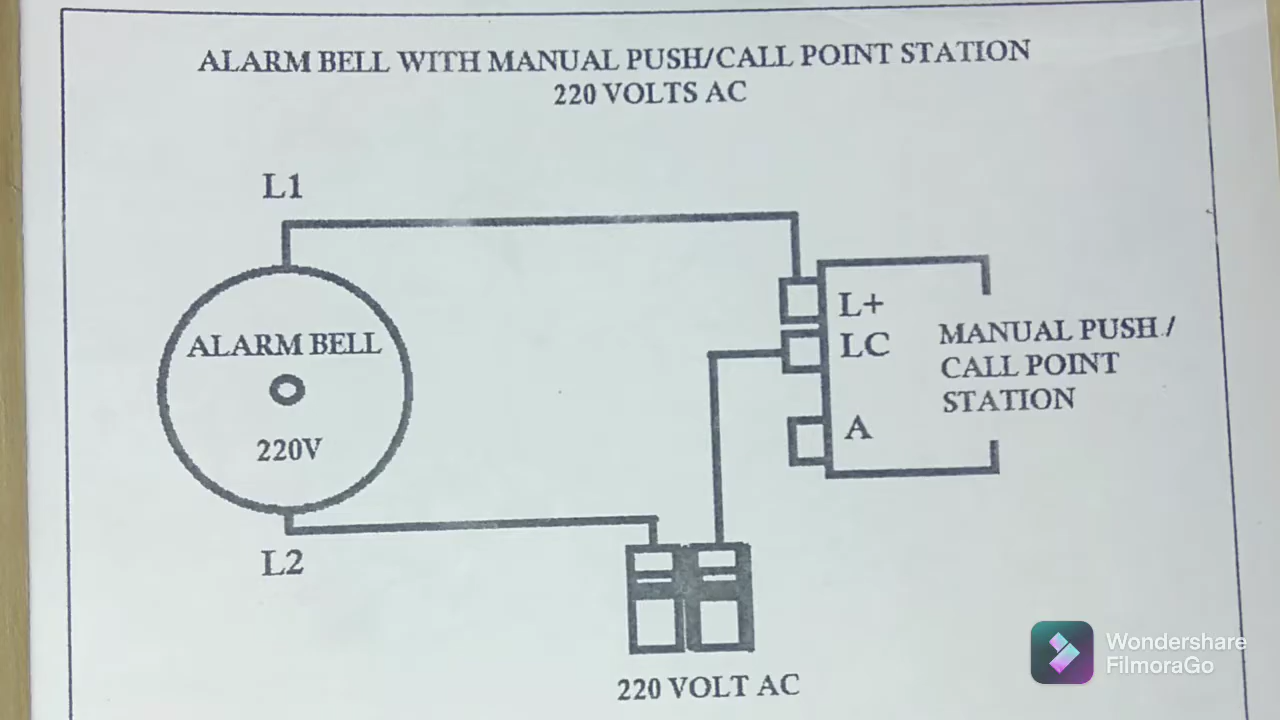 ALARM BELL WITH MANUAL PUSH/CALL POINT STATION
220 VOLTS AC
L1
L+
LC
MANUAL PUSH /
CALL POINT
STATION
A
ALARM BELL
220V
L2
220 VOLT AC
Wondershare
FilmoraGo